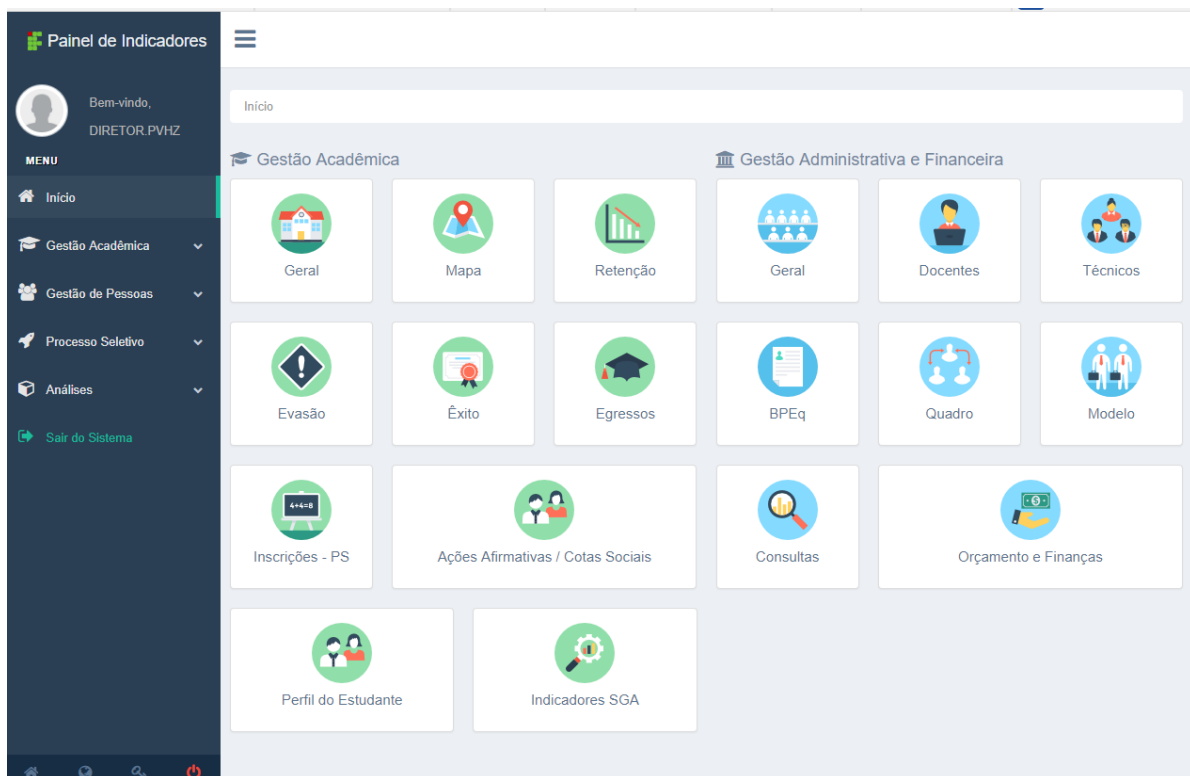 Painel de Indicadores
Bem-vindo,
DIRETOR.PVHZ
MENU
Início
Gestão Acadêmica
Gestão de Pessoas
Processo Seletivo
Análises
Sair do Sistema
Início
Gestão Acadêmica
Geral
Mapa
Retenção
Evasão
Êxito
Egressos
4+4=8
Inscrições - PS
Ações Afirmativas / Cotas Sociais
Perfil do Estudante
Indicadores SGA
Gestão Administrativa e Financeira
Geral
Docentes
Técnicos
BPEq
Quadro
Modelo
Consultas
Orçamento e Finanças